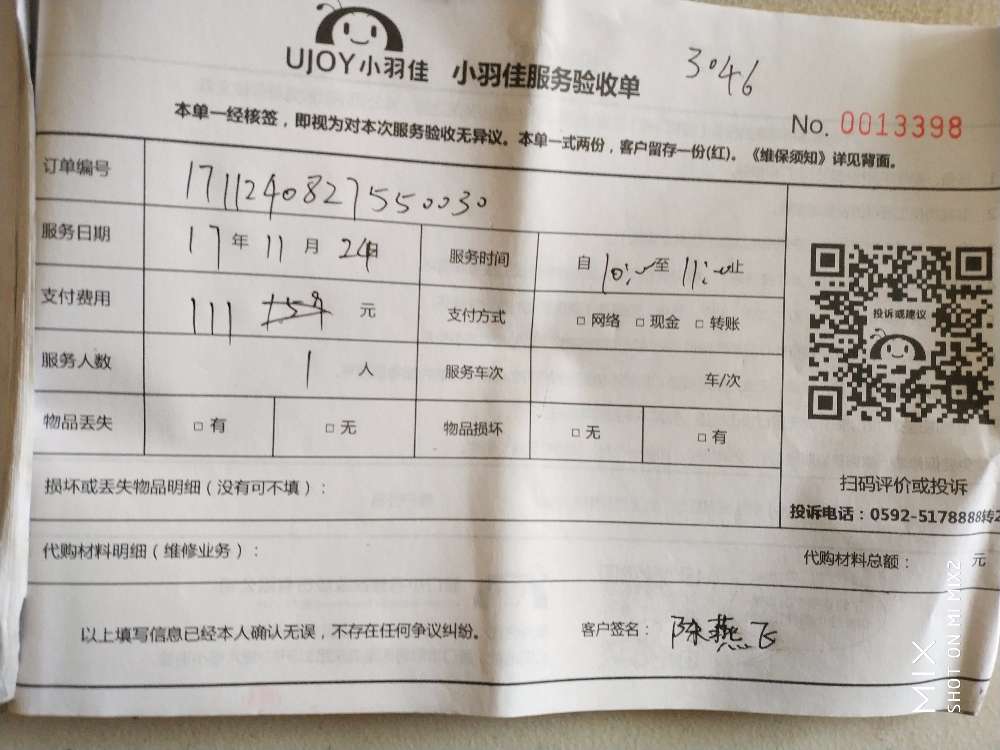 UJOY小羽佳 小羽佳服务验收单 3046
No. 0013398
本单一经核签，即视为对本次服务验收无异议。本单一式两份，客户留存一份(红)。《维保须知》详见背面。
订单编号 17112408275500030
服务日期 17 年 11 月 24日 服务时间 自 10: 至 11: 止
支付费用 111 元 支付方式 □ 网络 □ 现金 □ 转账
投诉或建议
服务人数 1 人 服务车次 车/次
物品丢失 □ 有 □ 无 物品损坏 □ 无 □ 有
扫码评价或投诉
损坏或丢失物品明细（没有可不填）：
投诉电话：0592-5178888转2
代购材料明细（维修业务）： 代购材料总额： 元
以上填写信息已经本人确认无误，不存在任何争议纠纷。 客户签名： 陈燕飞
MIX
SHOT ON MI MIX2